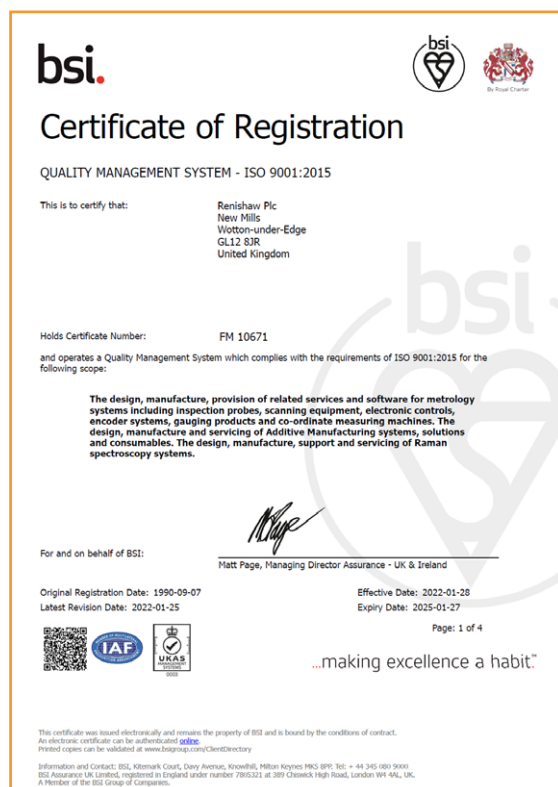 bsi.
bsi
By Royal Charter
Certificate of Registration
QUALITY MANAGEMENT SYSTEM - ISO 9001:2015
This is to certify that:
Renishaw Plc
New Mills
Wotton-under-Edge
GL12 8JR
United Kingdom
bsi
Holds Certificate Number:
FM 10671
and operates a Quality Management System which complies with the requirements of ISO 9001:2015 for the
following scope:
The design, manufacture, provision of related services and software for metrology
systems including inspection probes, scanning equipment, electronic controls,
encoder systems, gauging products and co-ordinate measuring machines. The
design, manufacture and servicing of Additive Manufacturing systems, solutions
and consumables. The design, manufacture, support and servicing of Raman
spectroscopy systems.
For and on behalf of BSI:
Matt Page, Managing Director Assurance - UK & Ireland
Original Registration Date: 1990-09-07
Effective Date: 2022-01-28
Latest Revision Date: 2022-01-25
Expiry Date: 2025-01-27
Page: 1 of 4
IAF
UKAS
MANAGEMENT
SYSTEMS
...making excellence a habit.™
This certificate was issued electronically and remains the property of BSI and is bound by the conditions of contract.
An electronic certificate can be authenticated online.
Printed copies can be validated at www.bsigroup.com/ClientDirectory
Information and Contact: BSI, Kitemark Court, Davy Avenue, Knowlhill, Milton Keynes MK5 8PP. Tel: + 44 345 080 9000
BSI Assurance UK Limited, registered in England under number 7805321 at 389 Chiswick High Road, London W4 4AL, UK.
A Member of the BSI Group of Companies.